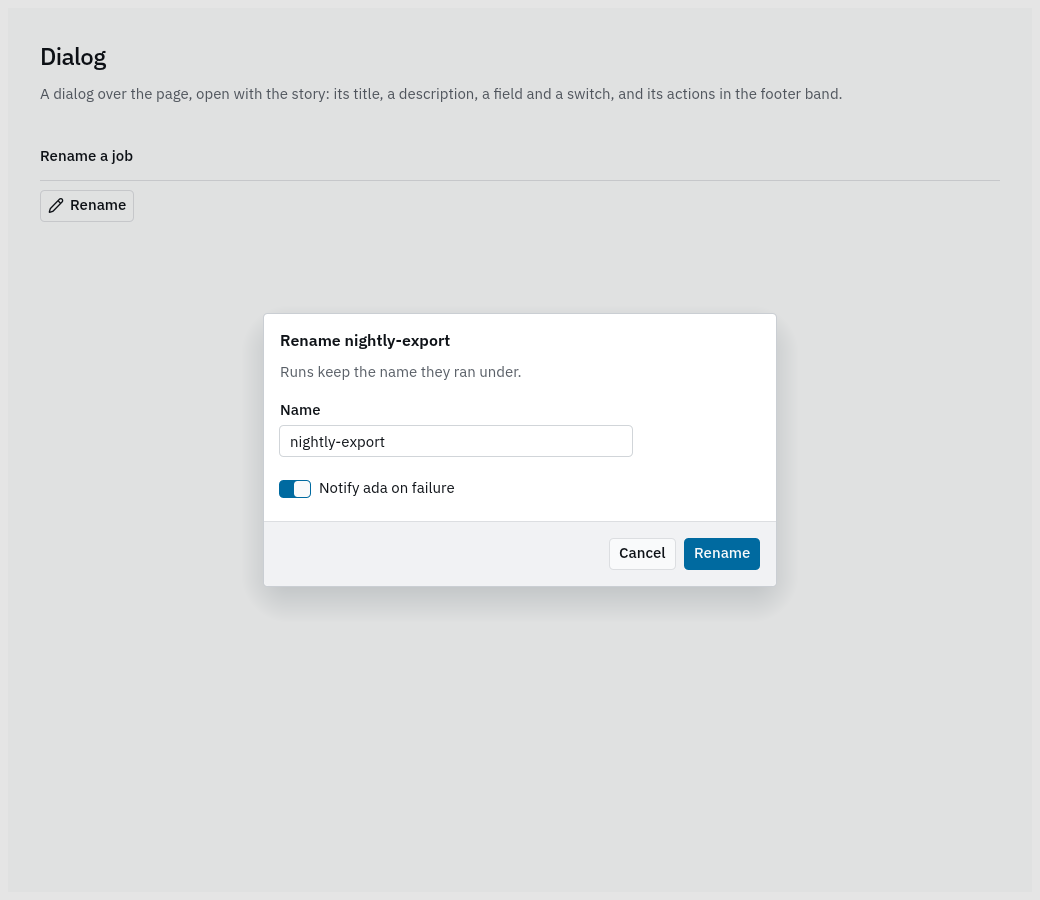 Dialog
A dialog over the page, open with the story: its title, a description, a field and a switch, and its actions in the footer band.
Rename a job
Rename
Rename nightly-export
Runs keep the name they ran under.
Name
nightly-export
Notify ada on failure
Cancel
Rename